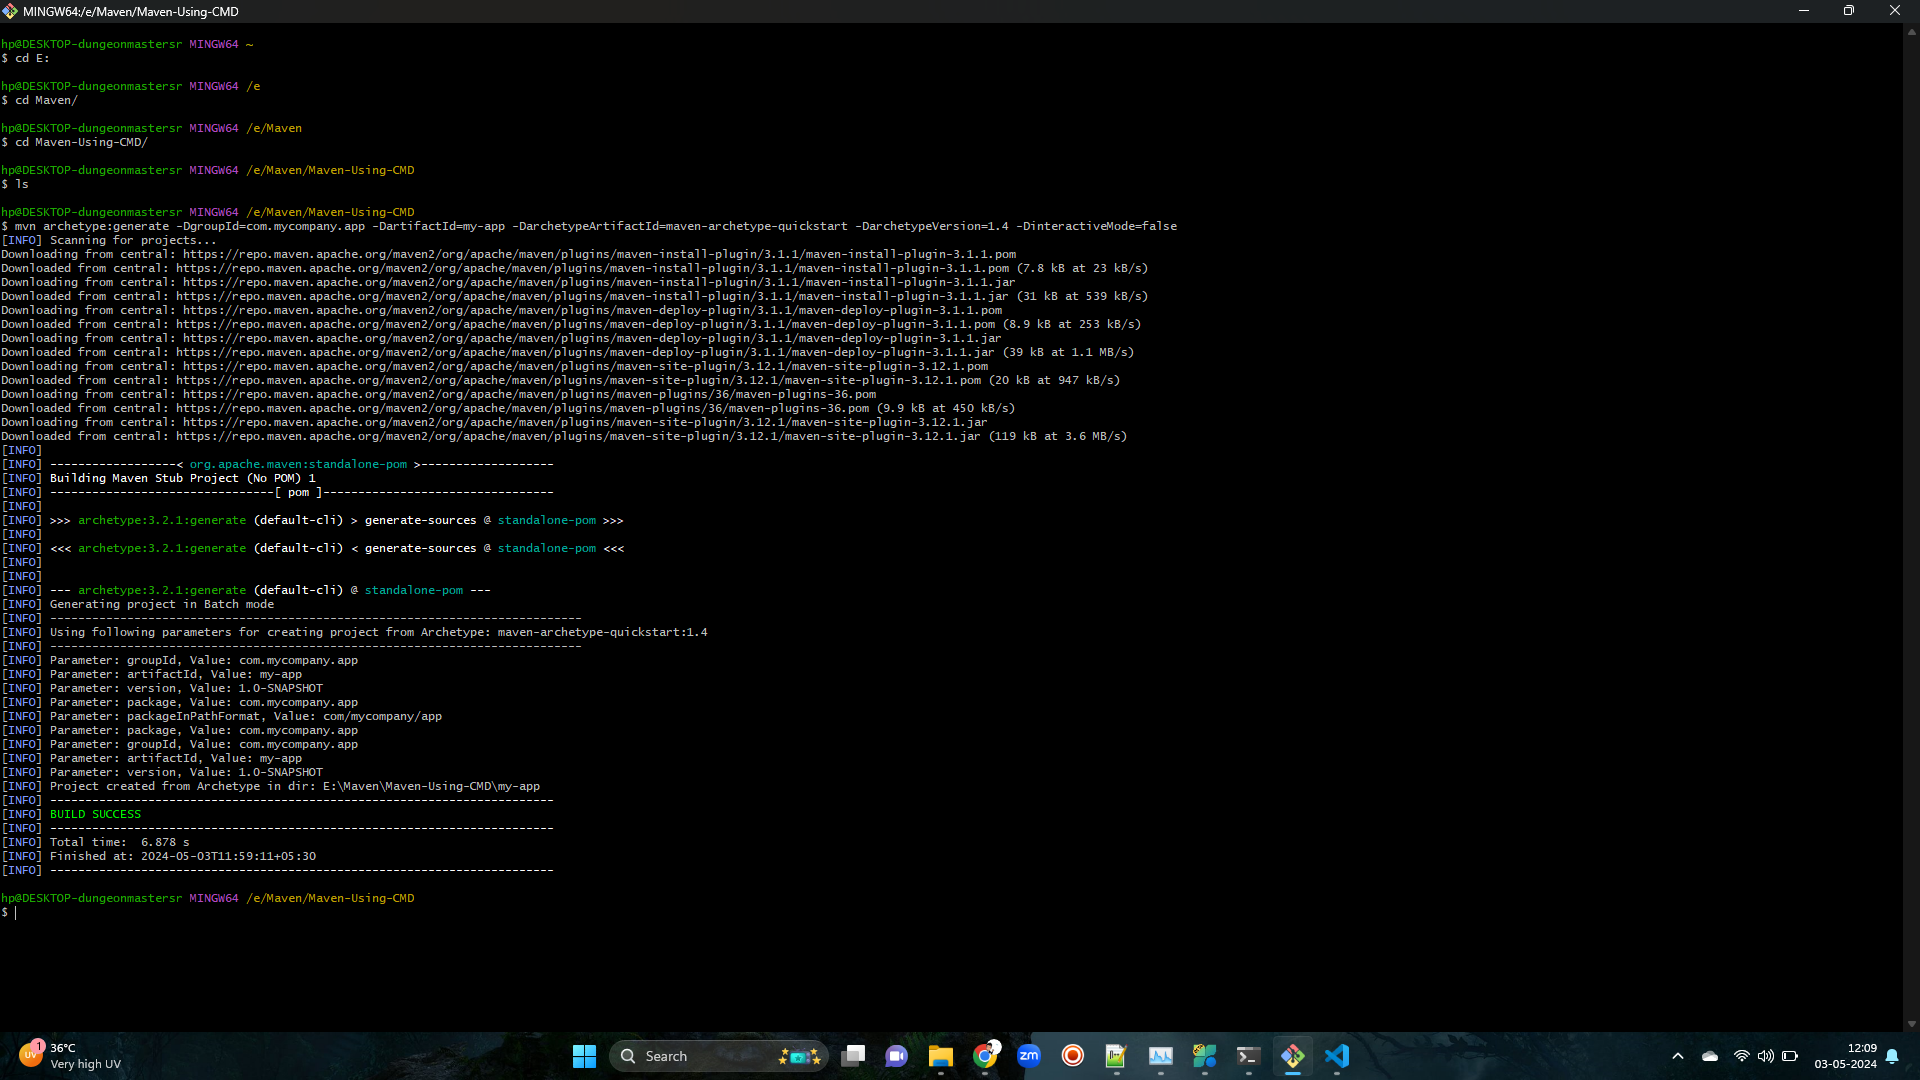 MINGW64:/e/Maven/Maven-Using-CMD
hp@DESKTOP-dungeonmastersr MINGW64 ~
$ cd E:
hp@DESKTOP-dungeonmastersr MINGW64 /e
$ cd Maven/
hp@DESKTOP-dungeonmastersr MINGW64 /e/Maven
$ cd Maven-Using-CMD/
hp@DESKTOP-dungeonmastersr MINGW64 /e/Maven/Maven-Using-CMD
$ ls
hp@DESKTOP-dungeonmastersr MINGW64 /e/Maven/Maven-Using-CMD
$ mvn archetype:generate -DgroupId=com.mycompany.app -DartifactId=my-app -DarchetypeArtifactId=maven-archetype-quickstart -DarchetypeVersion=1.4 -DinteractiveMode=false
[INFO] Scanning for projects...
Downloading from central: https://repo.maven.apache.org/maven2/org/apache/maven/plugins/maven-install-plugin/3.1.1/maven-install-plugin-3.1.1.pom
Downloaded from central: https://repo.maven.apache.org/maven2/org/apache/maven/plugins/maven-install-plugin/3.1.1/maven-install-plugin-3.1.1.pom (7.8 kB at 23 kB/s)
Downloading from central: https://repo.maven.apache.org/maven2/org/apache/maven/plugins/maven-install-plugin/3.1.1/maven-install-plugin-3.1.1.jar
Downloaded from central: https://repo.maven.apache.org/maven2/org/apache/maven/plugins/maven-install-plugin/3.1.1/maven-install-plugin-3.1.1.jar (31 kB at 539 kB/s)
Downloading from central: https://repo.maven.apache.org/maven2/org/apache/maven/plugins/maven-deploy-plugin/3.1.1/maven-deploy-plugin-3.1.1.pom
Downloaded from central: https://repo.maven.apache.org/maven2/org/apache/maven/plugins/maven-deploy-plugin/3.1.1/maven-deploy-plugin-3.1.1.pom (8.9 kB at 253 kB/s)
Downloading from central: https://repo.maven.apache.org/maven2/org/apache/maven/plugins/maven-deploy-plugin/3.1.1/maven-deploy-plugin-3.1.1.jar
Downloaded from central: https://repo.maven.apache.org/maven2/org/apache/maven/plugins/maven-deploy-plugin/3.1.1/maven-deploy-plugin-3.1.1.jar (39 kB at 1.1 MB/s)
Downloading from central: https://repo.maven.apache.org/maven2/org/apache/maven/plugins/maven-site-plugin/3.12.1/maven-site-plugin-3.12.1.pom
Downloaded from central: https://repo.maven.apache.org/maven2/org/apache/maven/plugins/maven-site-plugin/3.12.1/maven-site-plugin-3.12.1.pom (20 kB at 947 kB/s)
Downloading from central: https://repo.maven.apache.org/maven2/org/apache/maven/plugins/maven-plugins/36/maven-plugins-36.pom
Downloaded from central: https://repo.maven.apache.org/maven2/org/apache/maven/plugins/maven-plugins/36/maven-plugins-36.pom (9.9 kB at 450 kB/s)
Downloading from central: https://repo.maven.apache.org/maven2/org/apache/maven/plugins/maven-site-plugin/3.12.1/maven-site-plugin-3.12.1.jar
Downloaded from central: https://repo.maven.apache.org/maven2/org/apache/maven/plugins/maven-site-plugin/3.12.1/maven-site-plugin-3.12.1.jar (119 kB at 3.6 MB/s)
[INFO]
[INFO] ------------------< org.apache.maven:standalone-pom >-------------------
[INFO] Building Maven Stub Project (No POM) 1
[INFO] --------------------------------[ pom ]---------------------------------
[INFO]
[INFO] >>> archetype:3.2.1:generate (default-cli) > generate-sources @ standalone-pom >>>
[INFO]
[INFO] <<< archetype:3.2.1:generate (default-cli) < generate-sources @ standalone-pom <<<
[INFO]
[INFO]
[INFO] --- archetype:3.2.1:generate (default-cli) @ standalone-pom ---
[INFO] Generating project in Batch mode
[INFO] ----------------------------------------------------------------------------
[INFO] Using following parameters for creating project from Archetype: maven-archetype-quickstart:1.4
[INFO] ----------------------------------------------------------------------------
[INFO] Parameter: groupId, Value: com.mycompany.app
[INFO] Parameter: artifactId, Value: my-app
[INFO] Parameter: version, Value: 1.0-SNAPSHOT
[INFO] Parameter: package, Value: com.mycompany.app
[INFO] Parameter: packageInPathFormat, Value: com/mycompany/app
[INFO] Parameter: package, Value: com.mycompany.app
[INFO] Parameter: groupId, Value: com.mycompany.app
[INFO] Parameter: artifactId, Value: my-app
[INFO] Parameter: version, Value: 1.0-SNAPSHOT
[INFO] Project created from Archetype in dir: E:\Maven\Maven-Using-CMD\my-app
[INFO] ------------------------------------------------------------------------
[INFO] BUILD SUCCESS
[INFO] ------------------------------------------------------------------------
[INFO] Total time:  6.878 s
[INFO] Finished at: 2024-05-03T11:59:11+05:30
[INFO] ------------------------------------------------------------------------
hp@DESKTOP-dungeonmastersr MINGW64 /e/Maven/Maven-Using-CMD
$
UV 1 36°C
Very high UV
Search
zm
12:09
03-05-2024